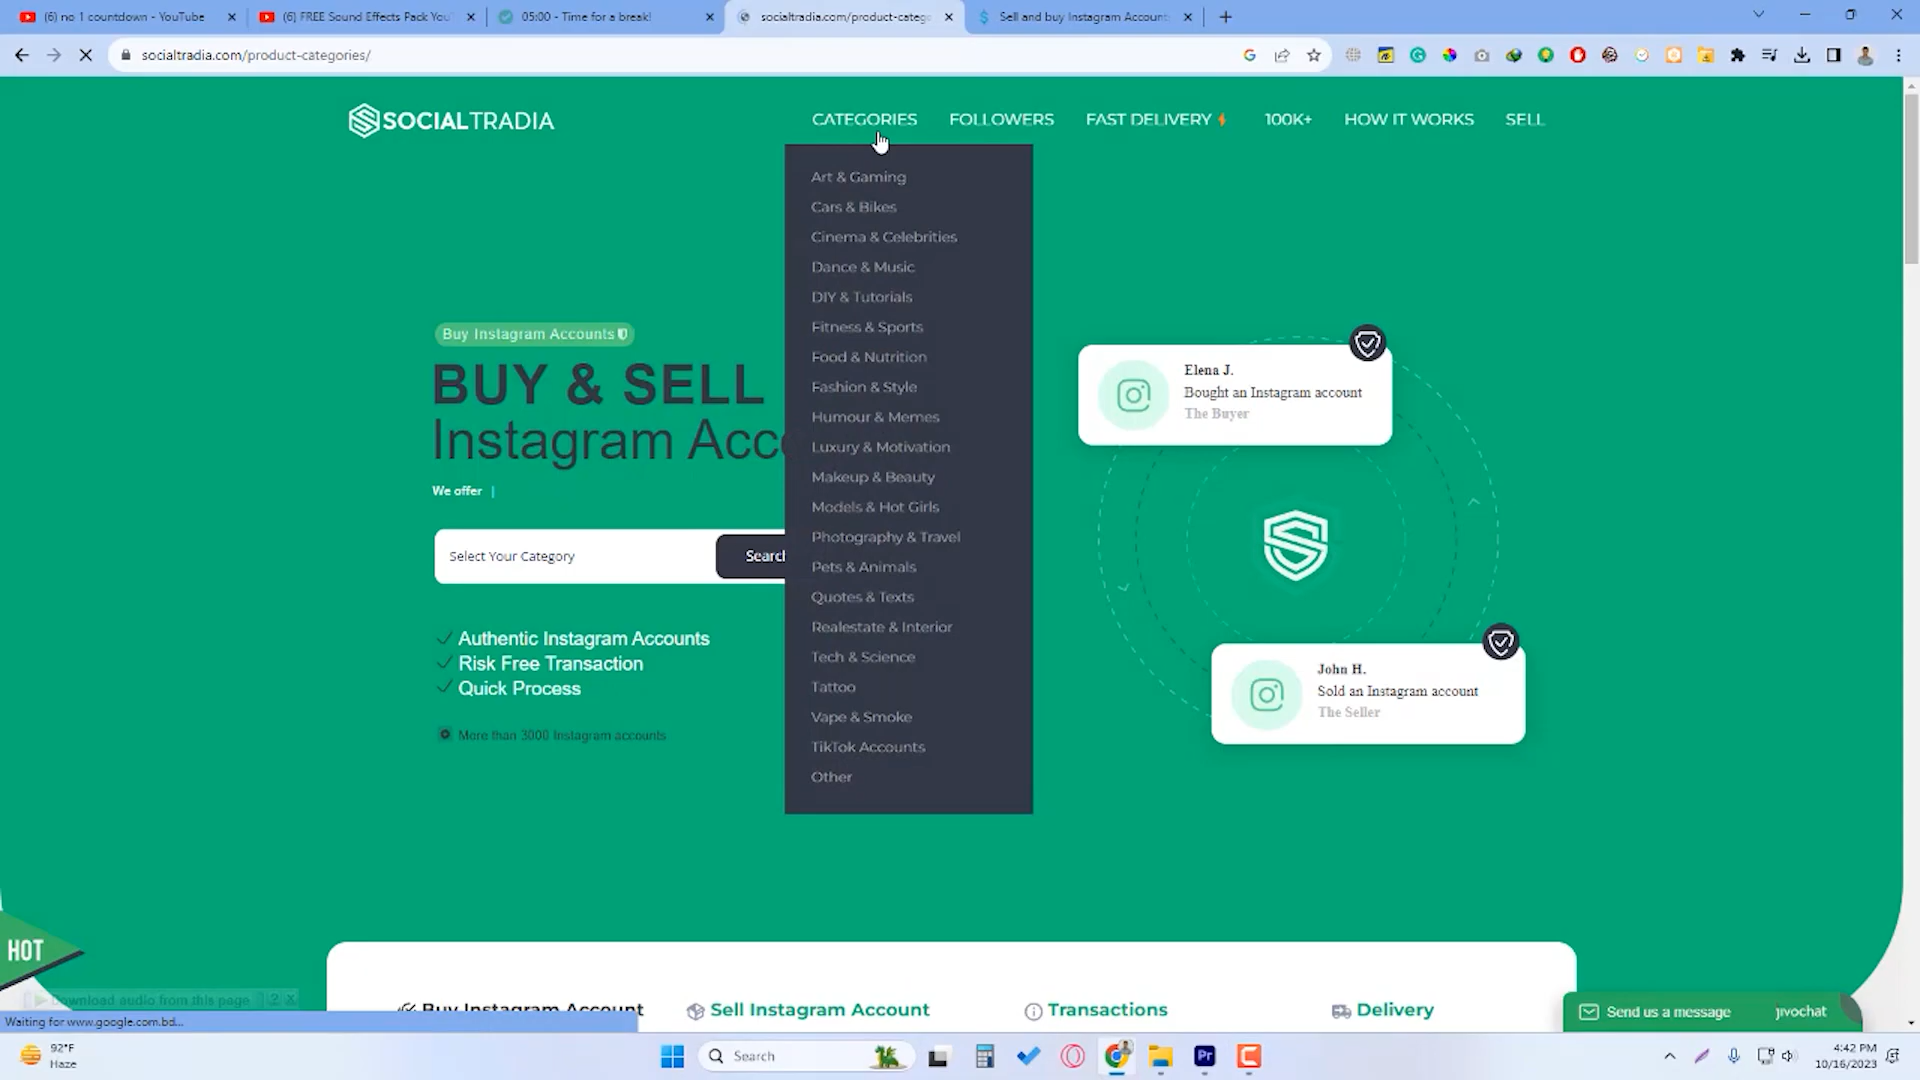 (6) no 1 countdown - YouTube
(6) FREE Sound Effects Pack You
05:00 - Time for a break!
socialtradia.com/product-catego
Sell and buy Instagram Account
socialtradia.com/product-categories/
SOCIALTRADIA
CATEGORIES
FOLLOWERS
FAST DELIVERY
100K+
HOW IT WORKS
SELL
Art & Gaming
Cars & Bikes
Cinema & Celebrities
Dance & Music
DIY & Tutorials
Fitness & Sports
Food & Nutrition
Fashion & Style
Humour & Memes
Luxury & Motivation
Makeup & Beauty
Models & Hot Girls
Photography & Travel
Pets & Animals
Quotes & Texts
Realestate & Interior
Tech & Science
Tattoo
Vape & Smoke
TikTok Accounts
Other
Buy Instagram Accounts
BUY & SELL
Instagram Acc
We offer |
Select Your Category
Search
Authentic Instagram Accounts
Risk Free Transaction
Quick Process
More than 3000 Instagram accounts
Elena J.
Bought an Instagram account
The Buyer
John H.
Sold an Instagram account
The Seller
HOT
Download audio from this page ? X
Buy Instagram Account
Sell Instagram Account
Transactions
Delivery
Send us a message
jivochat
Waiting for www.google.com.bd...
92°F
Haze
Search
Pr
4:42 PM
10/16/2023